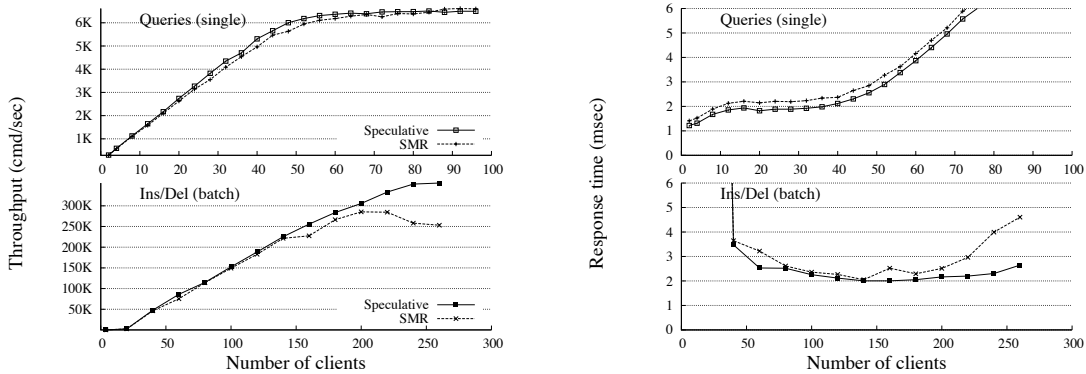 Throughput (cmd/sec)
Queries (single)
6K
5K
4K
3K
2K
1K
Speculative
SMR
0 10 20 30 40 50 60 70 80 90 100
Ins/Del (batch)
300K
250K
200K
150K
100K
50K
Speculative
SMR
0 50 100 150 200 250 300
Number of clients
Response time (msec)
Queries (single)
6
5
4
3
2
1
0
0 10 20 30 40 50 60 70 80 90 100
Ins/Del (batch)
6
5
4
3
2
1
0
0 50 100 150 200 250 300
Number of clients